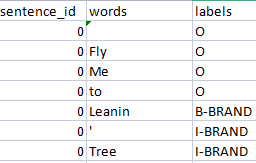 sentence_id words labels
0 O
0 Fly O
0 Me O
0 to O
0 Leanin B-BRAND
0 ' I-BRAND
0 Tree I-BRAND